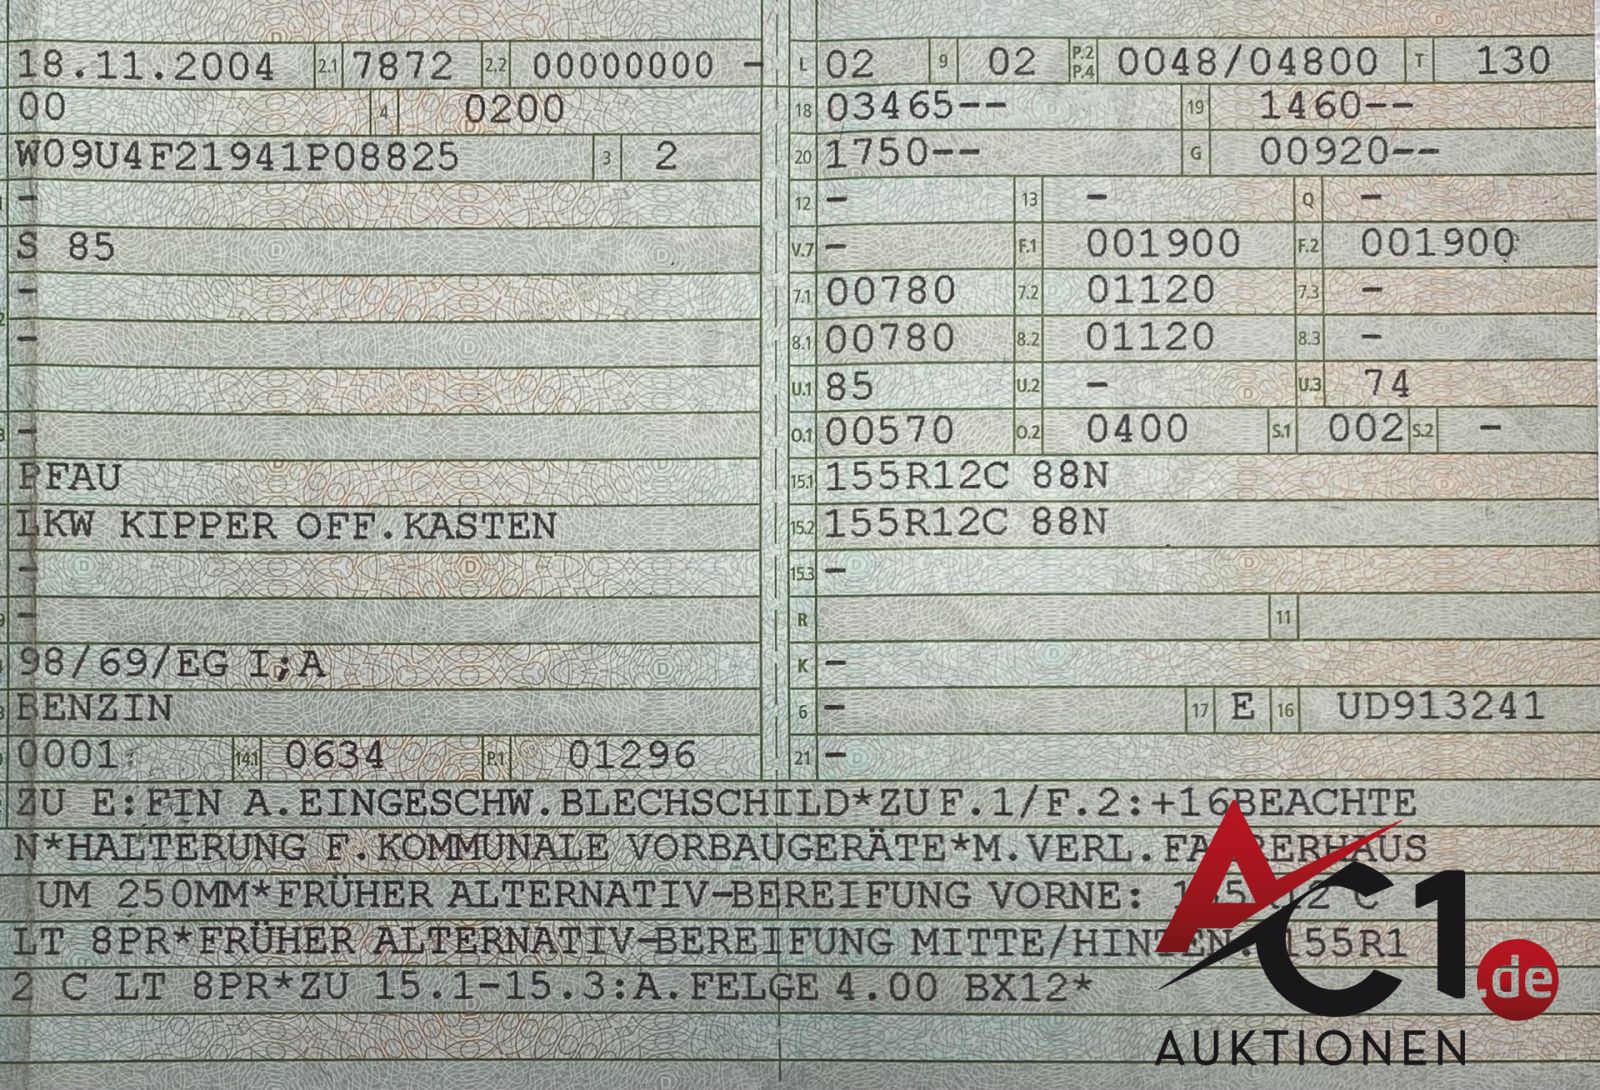 18.11.2004 2.1 7872 2.2 00000000 -
00 4 0200
W09U4F21941P08825 3 2
-
S 85
-
-
-
PFAU
LKW KIPPER OFF.KASTEN
-
-
98/69/EG I;A
BENZIN
0001 14.1 0634 P.1 01296
L 02 9 02 P.2 P.4 0048/04800 T 130
18 03465-- 19 1460--
20 1750-- G 00920--
12 - 13 - Q -
V.7 - F.1 001900 F.2 001900
7.1 00780 7.2 01120 7.3 -
8.1 00780 8.2 01120 8.3 -
U.1 85 U.2 - U.3 74
O.1 00570 O.2 0400 S.1 002 S.2 -
15.1 155R12C 88N
15.2 155R12C 88N
15.3 -
R 11
K -
6 - 17 E 16 UD913241
21 -
ZU E:FIN A.EINGESCHW.BLECHSCHILD*ZU F.1/F.2:+16BEACHTE
N*HALTERUNG F.KOMMUNALE VORBAUGERÄTE*M.VERL.FAHRERHAUS
UM 250MM*FRÜHER ALTERNATIV-BEREIFUNG VORNE: C
LT 8PR*FRÜHER ALTERNATIV-BEREIFUNG MITTE/HINTEN: 155R1
2 C LT 8PR*ZU 15.1-15.3:A.FELGE 4.00 BX12*
AC1.de
AUKTIONEN